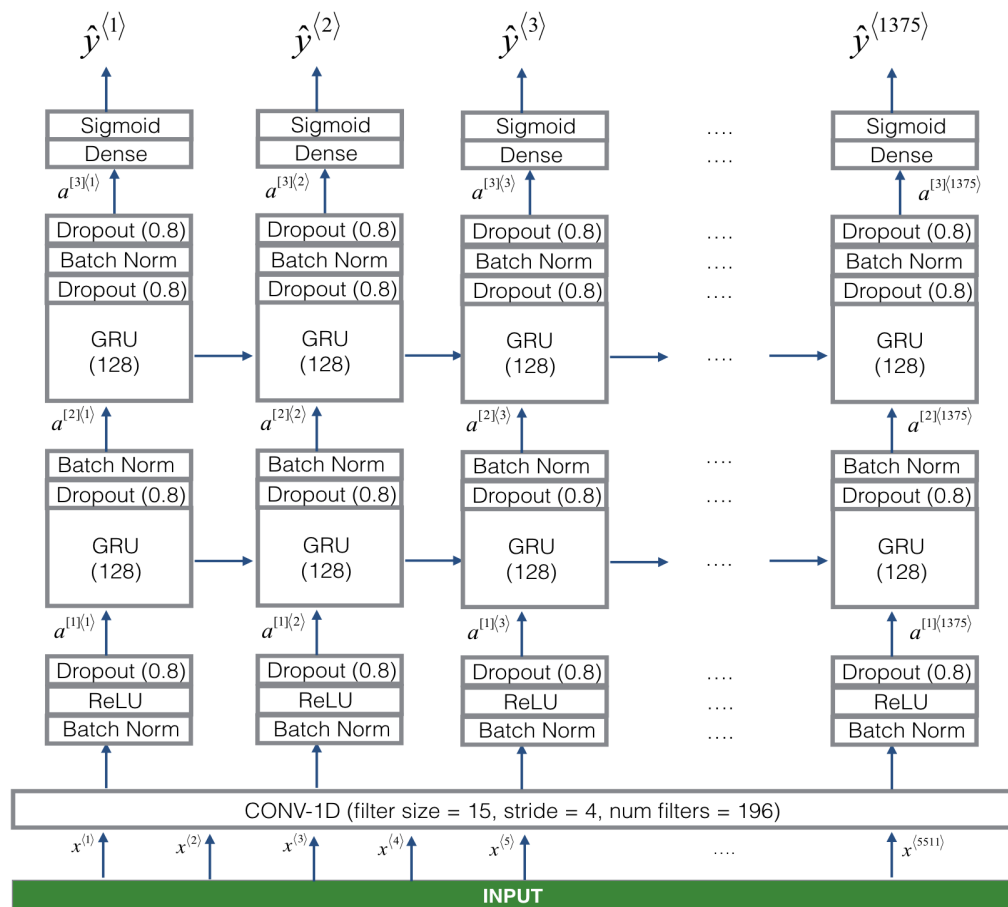 ŷ⟨1⟩ ŷ⟨2⟩ ŷ⟨3⟩ ŷ⟨1375⟩
Sigmoid Sigmoid Sigmoid .... Sigmoid
Dense Dense Dense .... Dense
a[3]⟨1⟩ a[3]⟨2⟩ a[3]⟨3⟩ a[3]⟨1375⟩
Dropout (0.8) Dropout (0.8) Dropout (0.8) .... Dropout (0.8)
Batch Norm Batch Norm Batch Norm .... Batch Norm
Dropout (0.8) Dropout (0.8) Dropout (0.8) .... Dropout (0.8)
GRU GRU GRU GRU
(128) (128) (128) .... (128)
a[2]⟨1⟩ a[2]⟨2⟩ a[2]⟨3⟩ a[2]⟨1375⟩
Batch Norm Batch Norm Batch Norm .... Batch Norm
Dropout (0.8) Dropout (0.8) Dropout (0.8) .... Dropout (0.8)
GRU GRU GRU GRU
(128) (128) (128) .... (128)
a[1]⟨1⟩ a[1]⟨2⟩ a[1]⟨3⟩ a[1]⟨1375⟩
Dropout (0.8) Dropout (0.8) Dropout (0.8) .... Dropout (0.8)
ReLU ReLU ReLU .... ReLU
Batch Norm Batch Norm Batch Norm .... Batch Norm
CONV-1D (filter size = 15, stride = 4, num filters = 196)
x⟨1⟩ x⟨2⟩ x⟨3⟩ x⟨4⟩ x⟨5⟩ .... x⟨5511⟩
INPUT